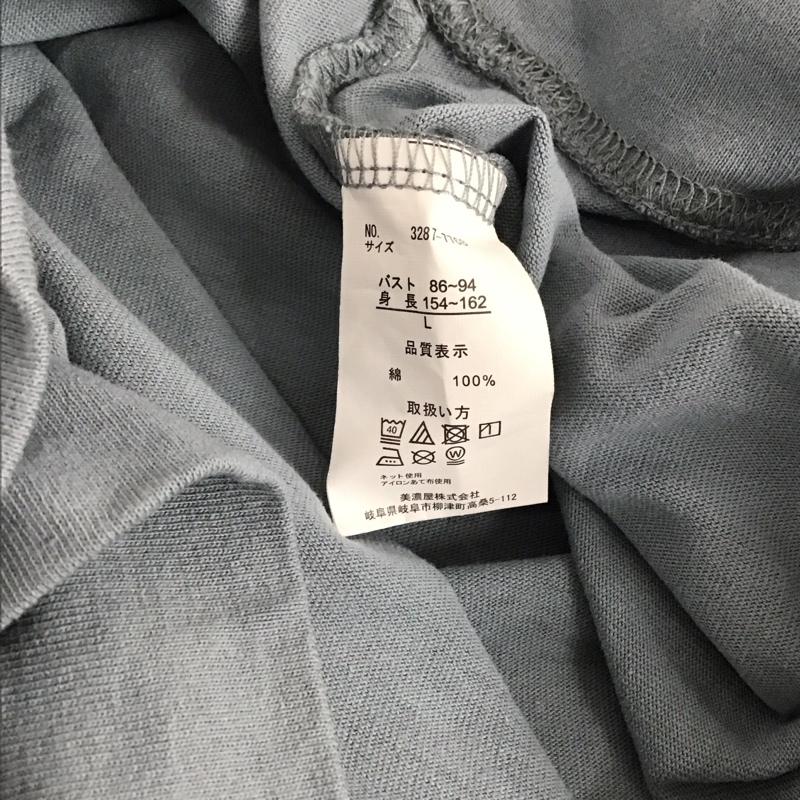 NO.
サイズ
バスト 86~94
身 長 154~162
L
品質表示
綿 100%
取扱い方
40
W
ネット使用
アイロンあて布使用
美濃屋株式会社
岐阜県岐阜市柳津町高桑5-112